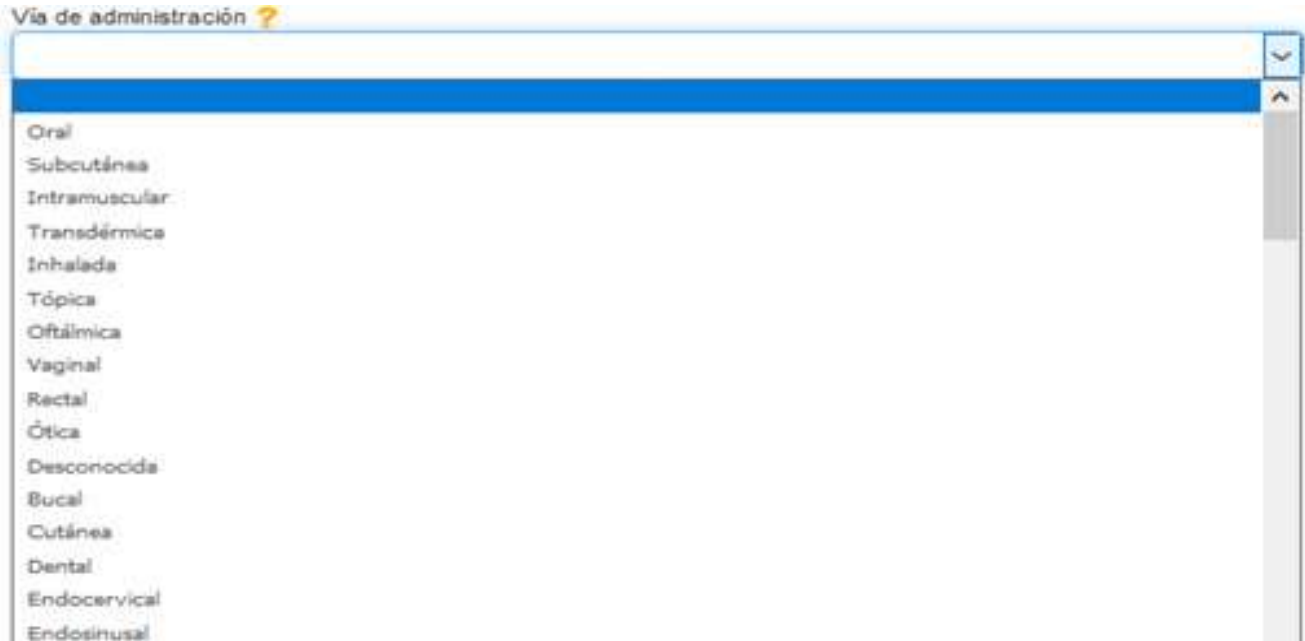 Vía de administración ?
Oral
Subcutánea
Intramuscular
Transdérmica
Inhalada
Tópica
Oftálmica
Vaginal
Rectal
Ótica
Desconocida
Bucal
Cutánea
Dental
Endocervical
Endosinusal